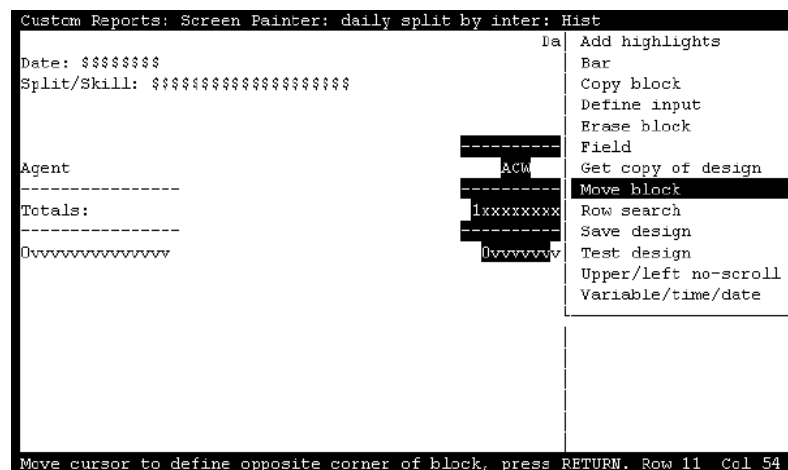 Custom Reports: Screen Painter: daily split by inter: Hist
Da
Date: $$$$$$$$
Split/Skill: $$$$$$$$$$$$$$$$$$$$
----------
Agent ACW
---------------- ----------
Totals: 1xxxxxxxx
---------------- ----------
0vvvvvvvvvvvvvv 0vvvvvvv
Add highlights
Bar
Copy block
Define input
Erase block
Field
Get copy of design
Move block
Row search
Save design
Test design
Upper/left no-scroll
Variable/time/date
Move cursor to define opposite corner of block, press RETURN. Row 11 Col 54